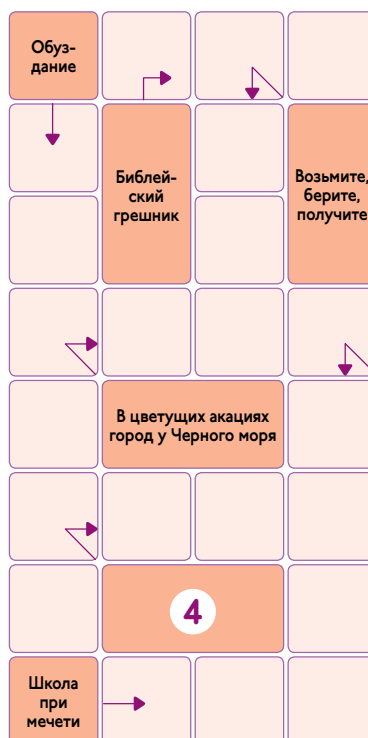 Обуз-
дание
Библей-
ский
грешник
Возьмите,
берите,
получите
В цветущих акациях
город у Черного моря
4
Школа
при
мечети